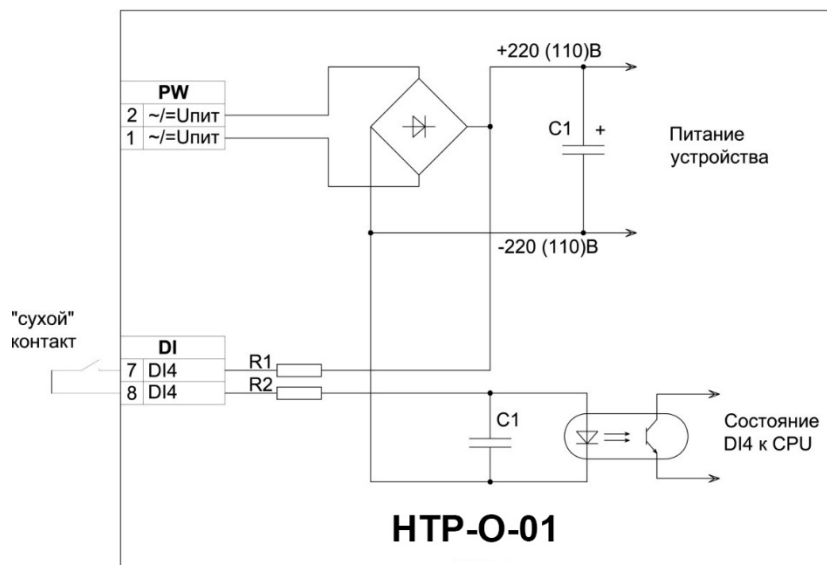 +220 (110)В
PW
2 ~/=Uпит
1 ~/=Uпит
C1 +
Питание
устройства
-220 (110)В
"сухой"
контакт
DI
7 DI4
8 DI4
R1
R2
C1
Состояние
DI4 к CPU
НТР-О-01